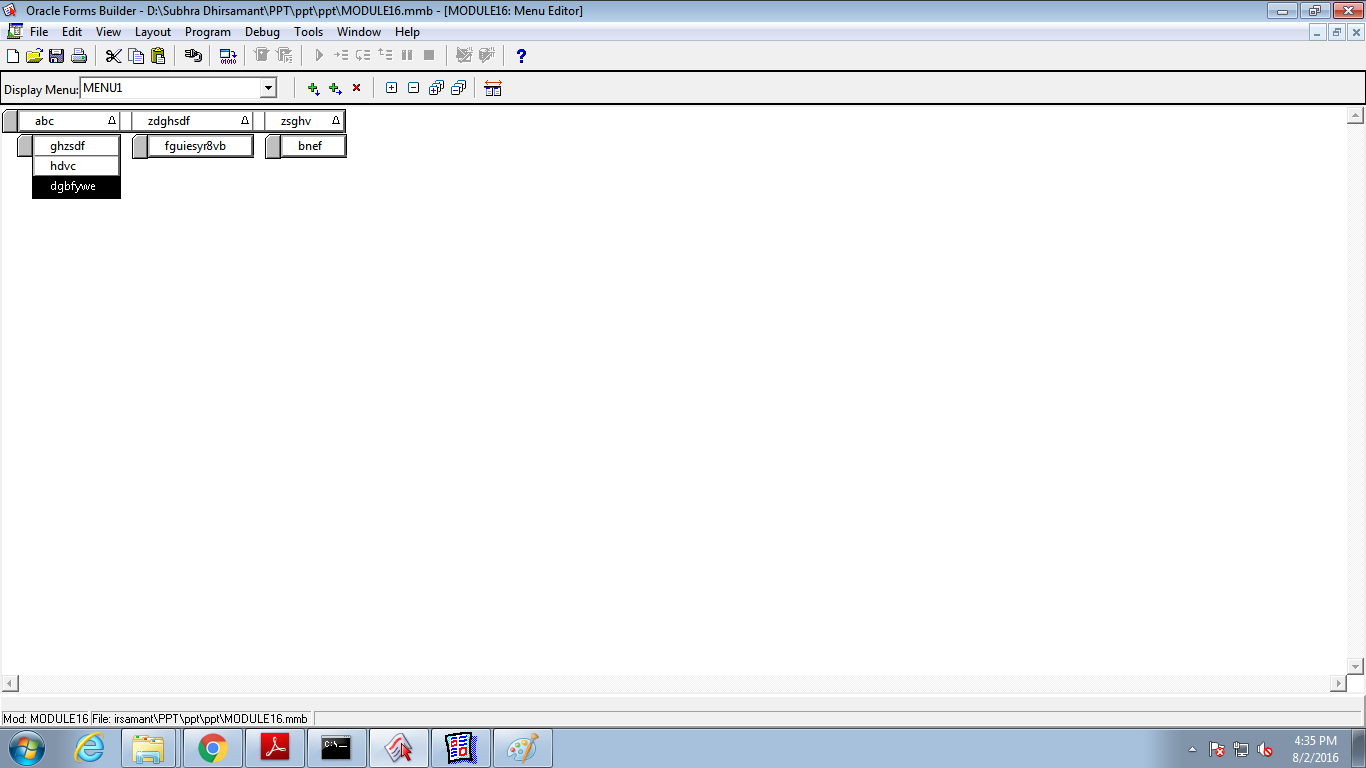 Oracle Forms Builder - D:\Subhra Dhirsamant\PPT\ppt\ppt\MODULE16.mmb - [MODULE16: Menu Editor]
File Edit View Layout Program Debug Tools Window Help
Display Menu: MENU1
abc zdghsdf zsghv
ghzsdf fguiesyr8vb bnef
hdvc
dgbfywe
Mod: MODULE16 File: irsamant\PPT\ppt\ppt\MODULE16.mmb
4:35 PM
8/2/2016